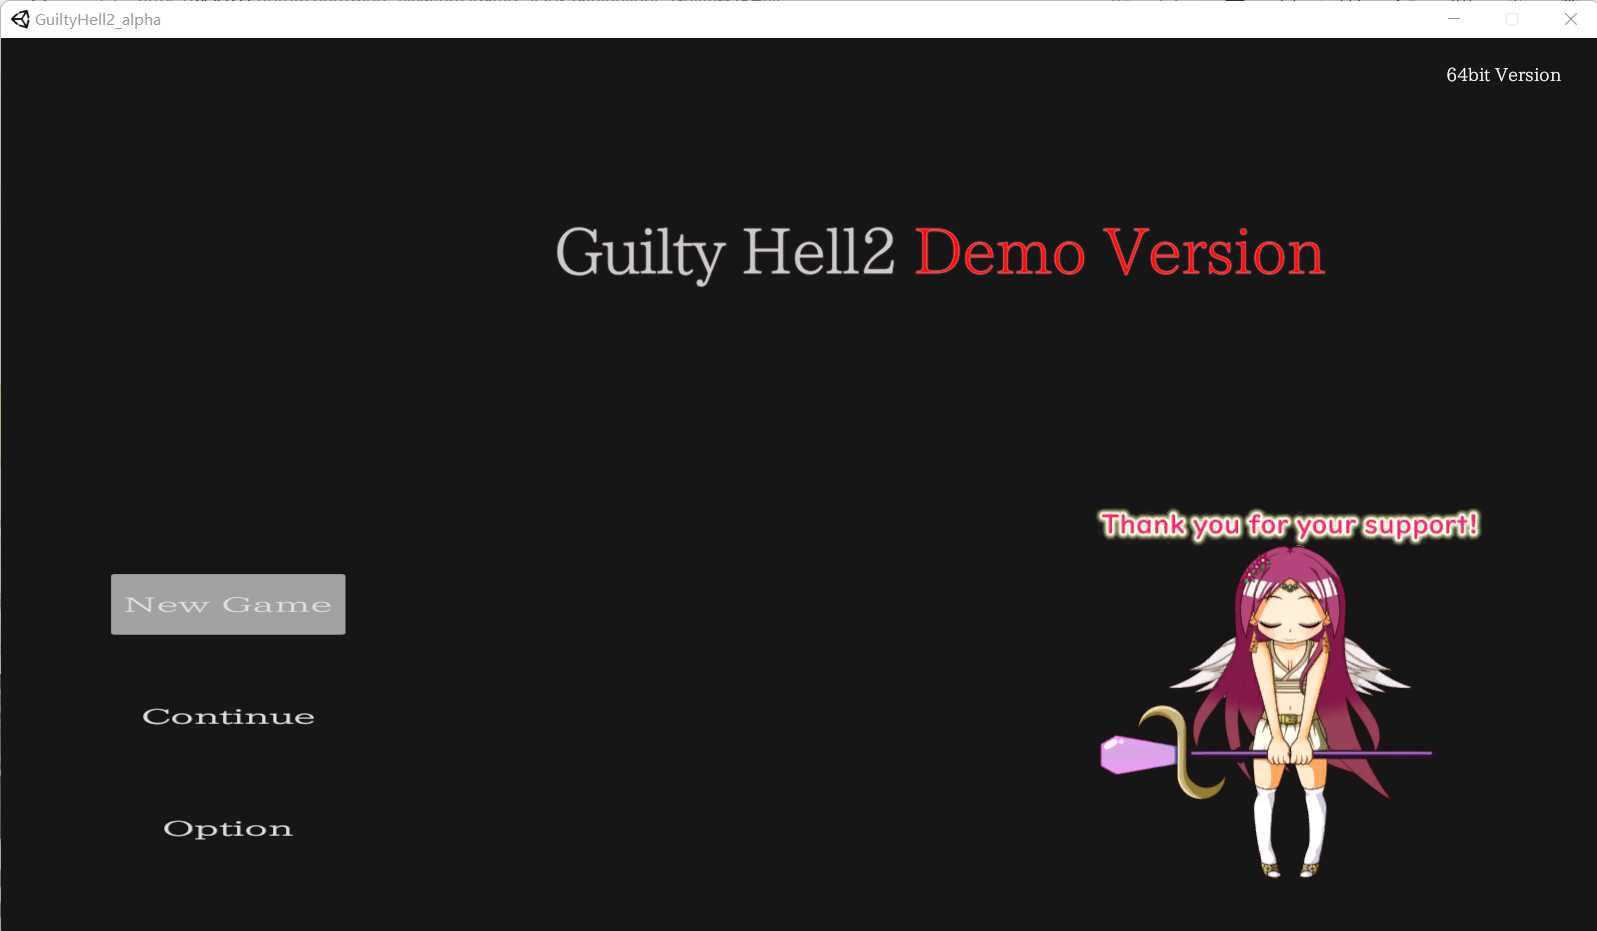 GuiltyHell2_alpha
64bit Version
Guilty Hell2 Demo Version
Thank you for your support!
New Game
Continue
Option